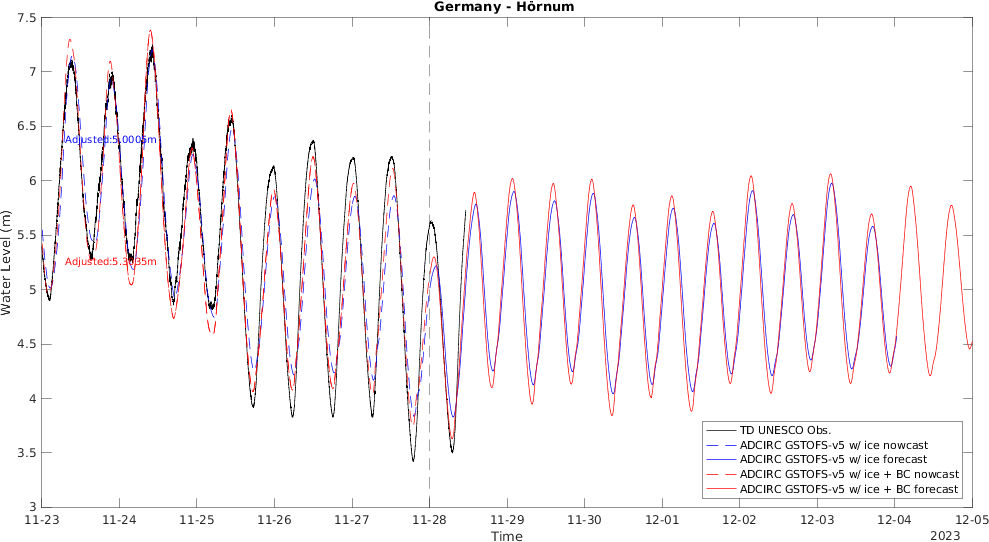 Germany - Hörnum
7.5
7
6.5
6
5.5
5
4.5
4
3.5
3
Water Level (m)
Adjusted:5.0005m
TD UNESCO Obs.
ADCIRC GSTOFS-v5 w/ ice nowcast
ADCIRC GSTOFS-v5 w/ ice forecast
ADCIRC GSTOFS-v5 w/ ice + BC nowcast
ADCIRC GSTOFS-v5 w/ ice + BC forecast
11-23 11-24 11-25 11-26 11-27 11-28 11-29 11-30 12-01 12-02 12-03 12-04 12-05
Time
2023